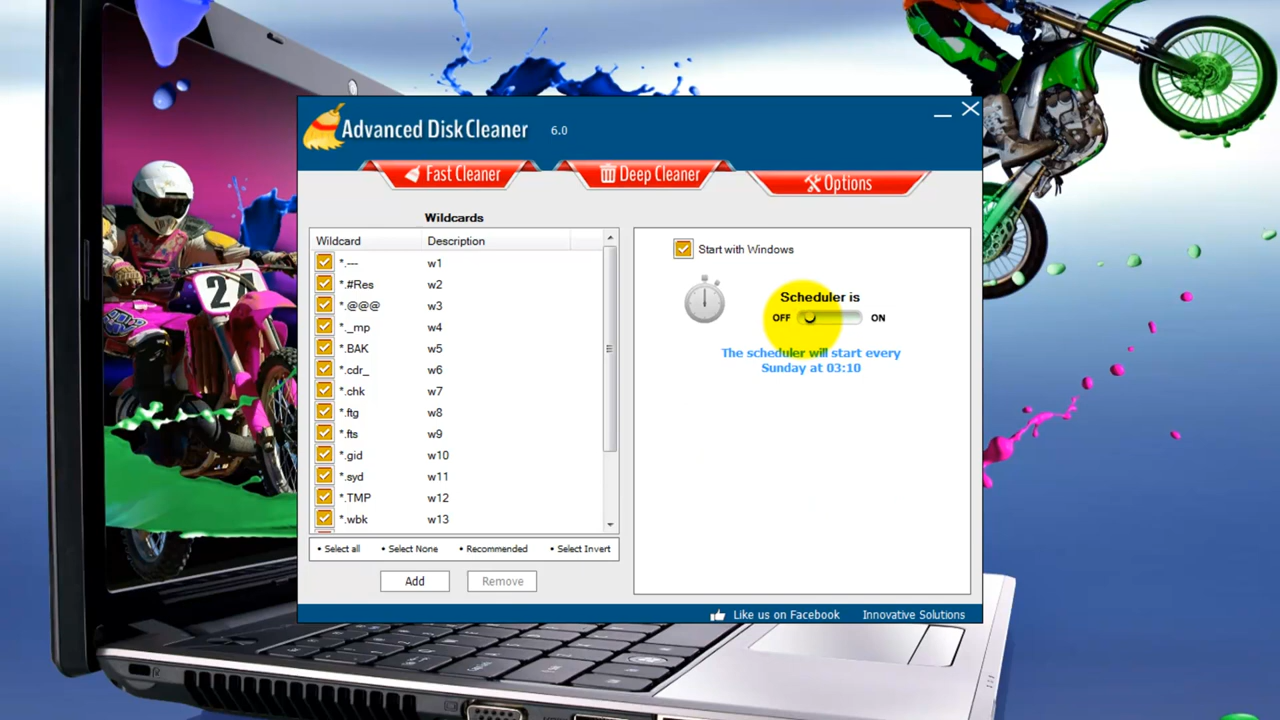 Advanced DiskCleaner 6.0
Fast Cleaner
Deep Cleaner
Options
Wildcards
Wildcard Description
*.--- w1
*.#Res w2
*.@@@ w3
*._mp w4
*.BAK w5
*.cdr_ w6
*.chk w7
*.ftg w8
*.fts w9
*.gid w10
*.syd w11
*.TMP w12
*.wbk w13
• Select all • Select None • Recommended • Select Invert
Add Remove
Start with Windows
Scheduler is
OFF ON
The scheduler will start every
Sunday at 03:10
Like us on Facebook Innovative Solutions
27